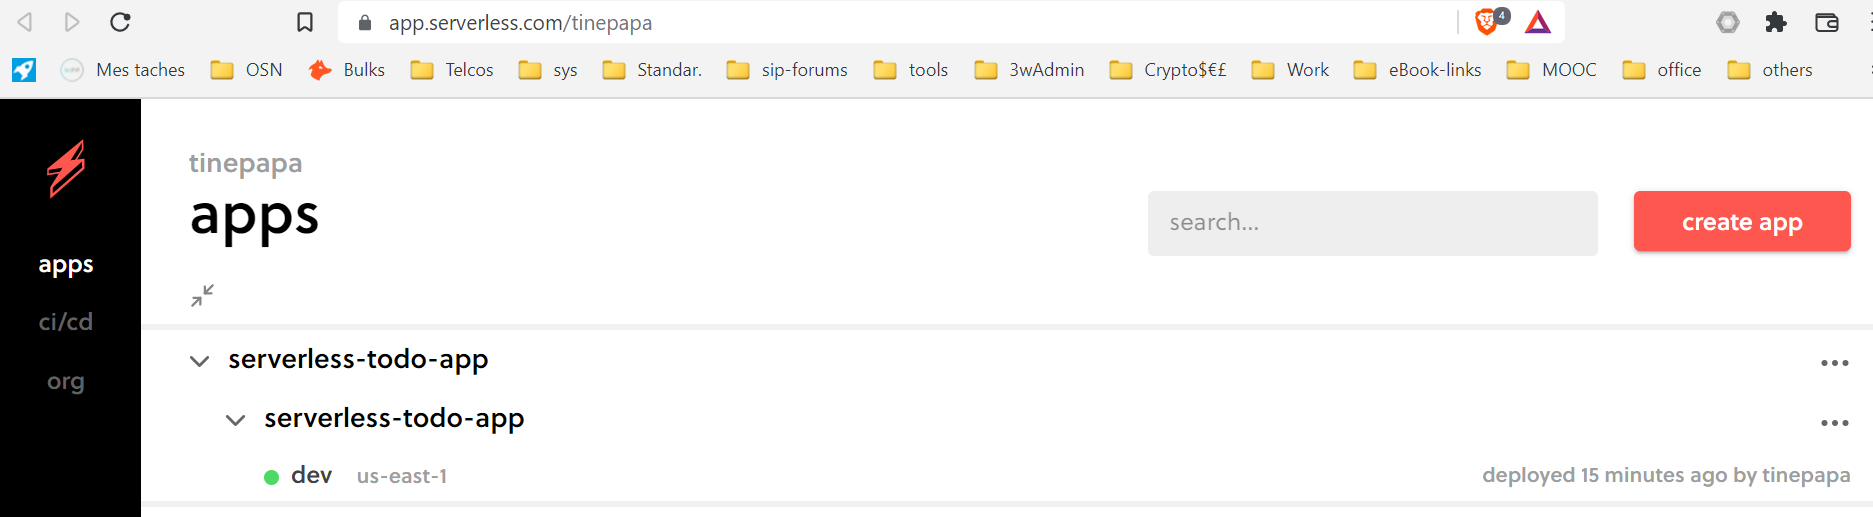 app.serverless.com/tinepapa
4
Mes taches OSN Bulks Telcos sys Standar. sip-forums tools 3wAdmin Crypto$€£ Work eBook-links MOOC office others
tinepapa
apps
search...
create app
apps
ci/cd
org
serverless-todo-app
serverless-todo-app
dev us-east-1
deployed 15 minutes ago by tinepapa